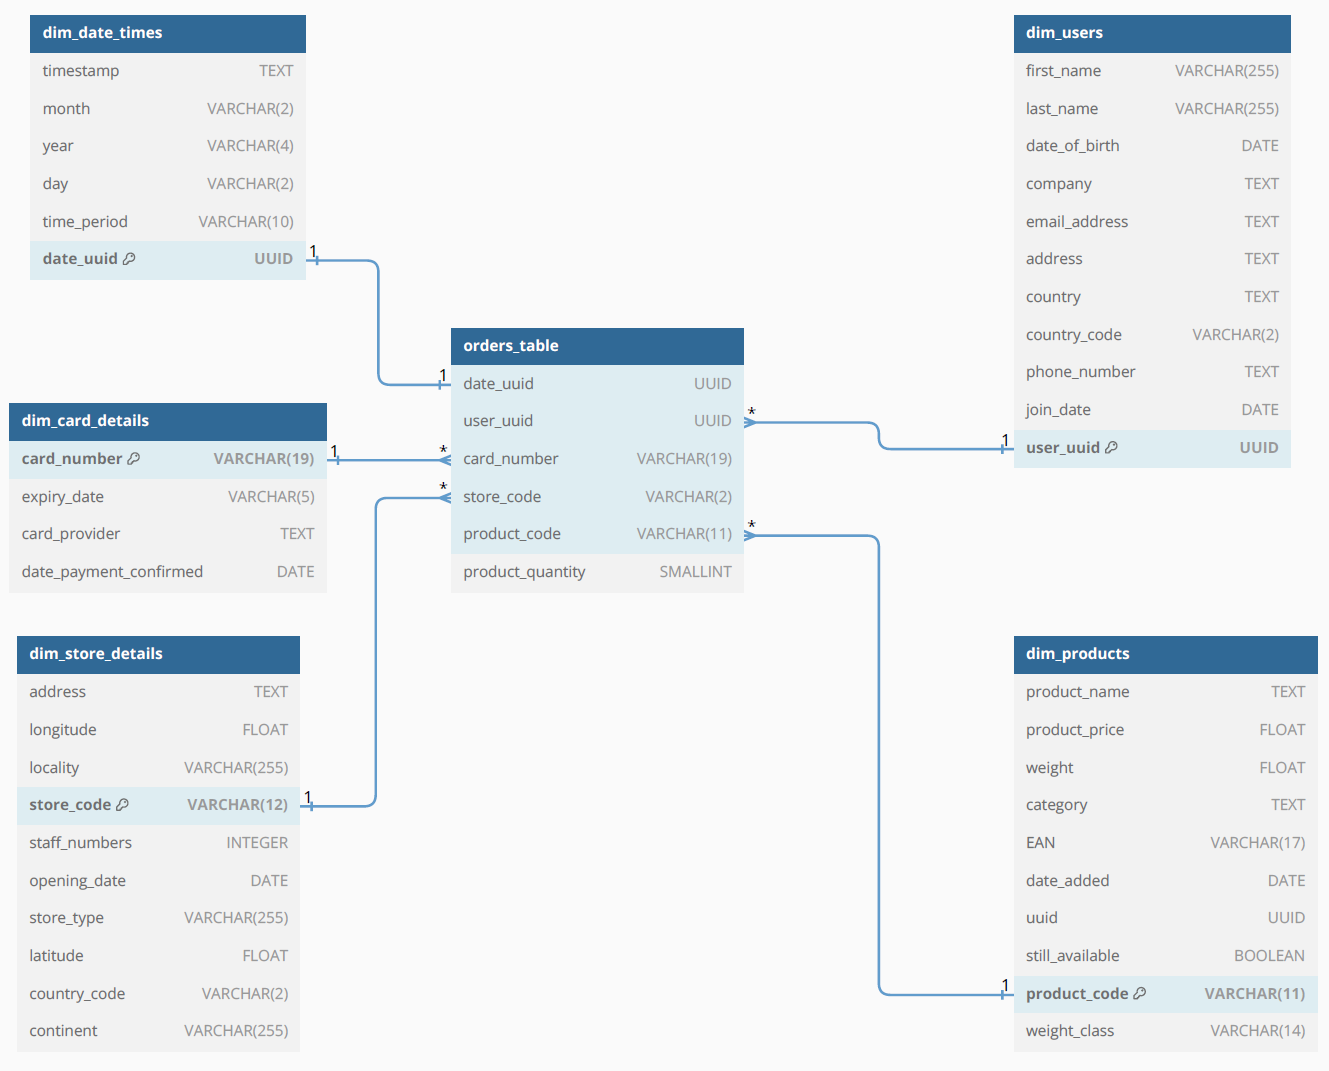 dim_date_times
timestamp TEXT
month VARCHAR(2)
year VARCHAR(4)
day VARCHAR(2)
time_period VARCHAR(10)
date_uuid UUID
1
1
dim_users
first_name VARCHAR(255)
last_name VARCHAR(255)
date_of_birth DATE
company TEXT
email_address TEXT
address TEXT
country TEXT
country_code VARCHAR(2)
phone_number TEXT
join_date DATE
user_uuid UUID
1
*
orders_table
date_uuid UUID
user_uuid UUID
card_number VARCHAR(19)
store_code VARCHAR(2)
product_code VARCHAR(11)
product_quantity SMALLINT
dim_card_details
card_number VARCHAR(19)
expiry_date VARCHAR(5)
card_provider TEXT
date_payment_confirmed DATE
1
*
*
*
dim_store_details
address TEXT
longitude FLOAT
locality VARCHAR(255)
store_code VARCHAR(12)
staff_numbers INTEGER
opening_date DATE
store_type VARCHAR(255)
latitude FLOAT
country_code VARCHAR(2)
continent VARCHAR(255)
1
dim_products
product_name TEXT
product_price FLOAT
weight FLOAT
category TEXT
EAN VARCHAR(17)
date_added DATE
uuid UUID
still_available BOOLEAN
product_code VARCHAR(11)
weight_class VARCHAR(14)
1